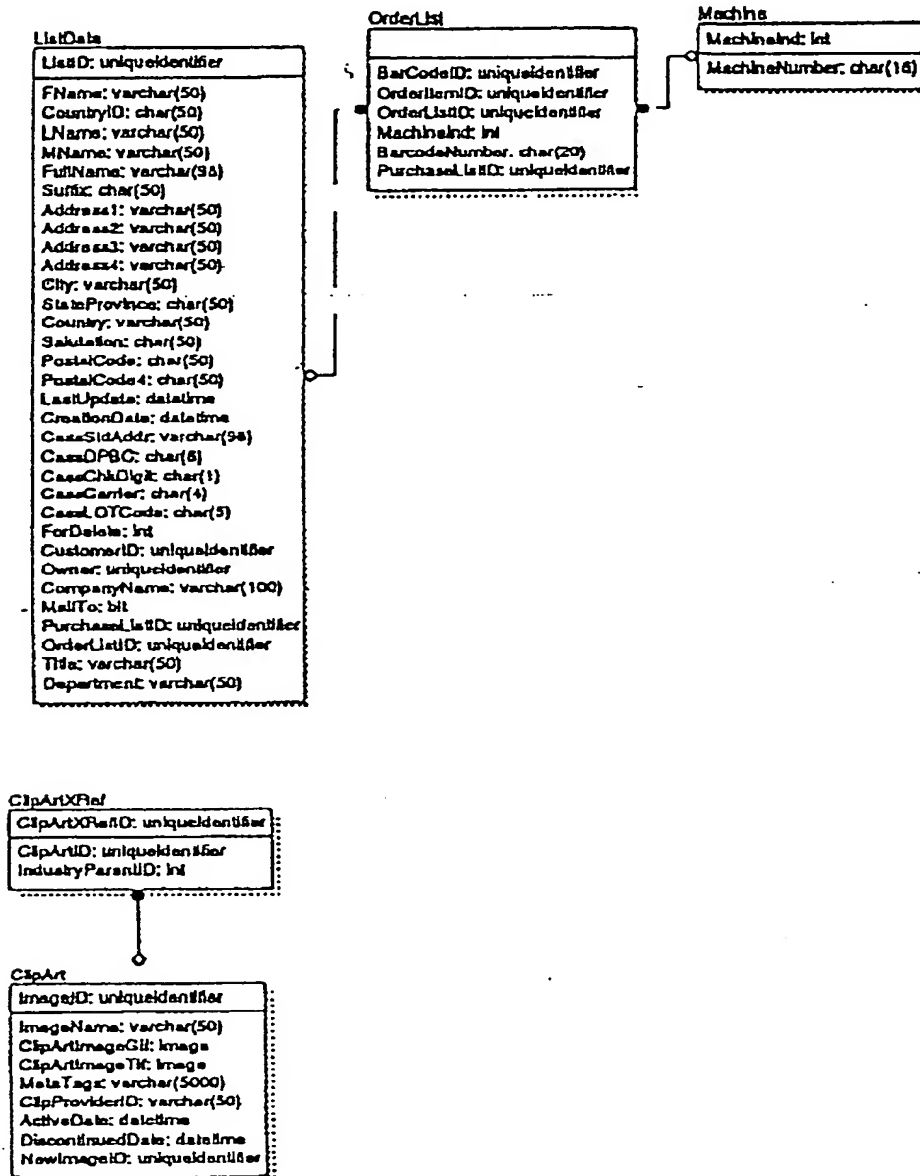 ListData
ListID: uniqueidentifier
FName: varchar(50)
CountryID: char(50)
LName: varchar(50)
MName: varchar(50)
FullName: varchar(98)
Suffix: char(50)
Address1: varchar(50)
Address2: varchar(50)
Address3: varchar(50)
Address4: varchar(50)
City: varchar(50)
StateProvince: char(50)
Country: varchar(50)
Salutation: char(50)
PostalCode: char(50)
PostalCode4: char(50)
LastUpdate: datetime
CreationDate: datetime
CassStdAddr: varchar(98)
CassDPBC: char(6)
CassChkDigit: char(1)
CassCarrier: char(4)
CassLOTCode: char(5)
ForDelete: int
CustomerID: uniqueidentifier
Owner: uniqueidentifier
CompanyName: varchar(100)
MailTo: bit
PurchaseListID: uniqueidentifier
OrderListID: uniqueidentifier
Title: varchar(50)
Department: varchar(50)
OrderList
BarCodeID: uniqueidentifier
OrderItemID: uniqueidentifier
OrderListID: uniqueidentifier
MachineInd: int
BarcodeNumber: char(20)
PurchaseListID: uniqueidentifier
Machine
MachineInd: int
MachineNumber: char(16)
ClipArtXRef
ClipArtXRefID: uniqueidentifier
ClipArtID: uniqueidentifier
IndustryParentID: int
ClipArt
ImageID: uniqueidentifier
ImageName: varchar(50)
ClipArtImageGif: image
ClipArtImageTif: image
MetaTags: varchar(5000)
ClipProviderID: varchar(50)
ActiveDate: datetime
DiscontinuedDate: datetime
NewImageID: uniqueidentifier